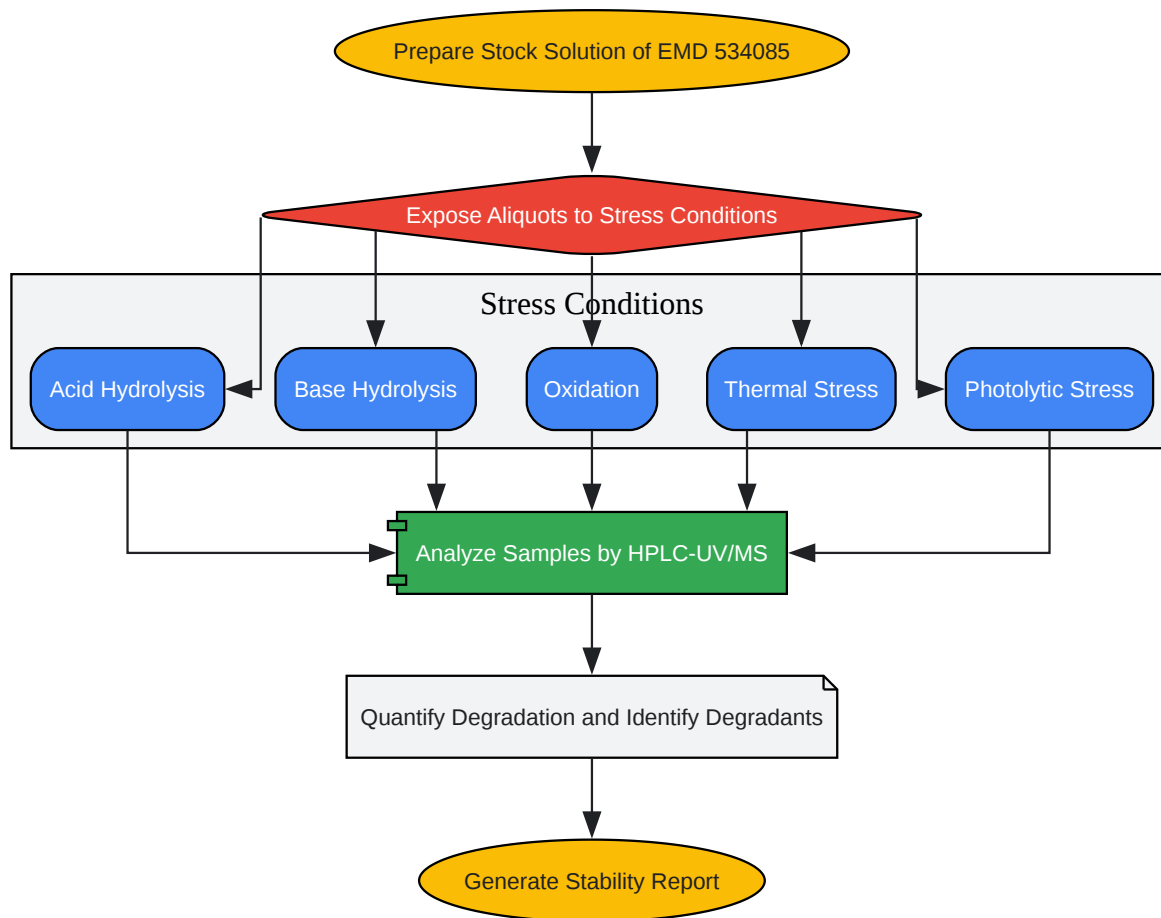 Prepare Stock Solution of EMD 534085
Expose Aliquots to Stress Conditions
Stress Conditions
Acid Hydrolysis
Base Hydrolysis
Oxidation
Thermal Stress
Photolytic Stress
Analyze Samples by HPLC-UV/MS
Quantify Degradation and Identify Degradants
Generate Stability Report